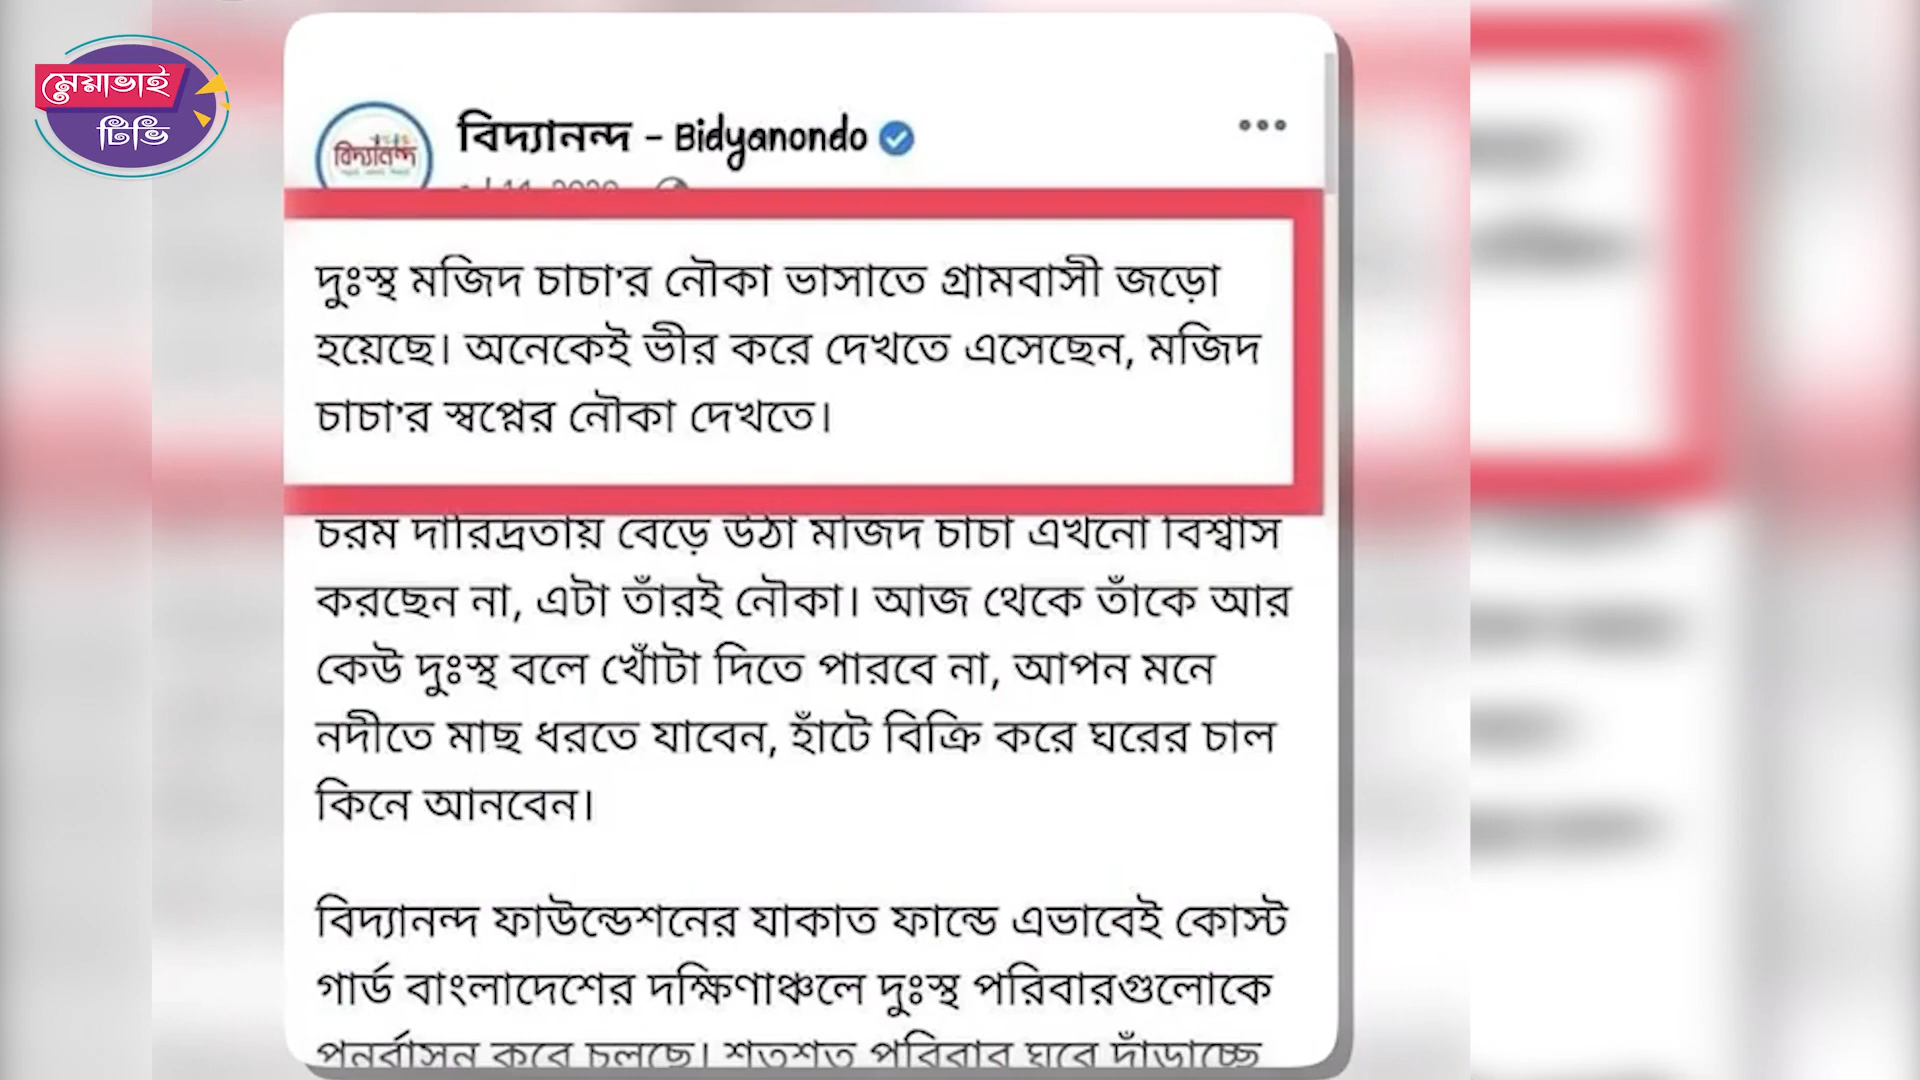 মেয়াভাই
টিভি
বিদ্যানন্দ
বিদ্যানন্দ - Bidyanondo
দুঃস্থ মজিদ চাচা'র নৌকা ভাসাতে গ্রামবাসী জড়ো
হয়েছে। অনেকেই ভীর করে দেখতে এসেছেন, মজিদ
চাচা'র স্বপ্নের নৌকা দেখতে।
চরম দারিদ্রতায় বেড়ে উঠা মজিদ চাচা এখনো বিশ্বাস
করছেন না, এটা তাঁরই নৌকা। আজ থেকে তাঁকে আর
কেউ দুঃস্থ বলে খোঁটা দিতে পারবে না, আপন মনে
নদীতে মাছ ধরতে যাবেন, হাঁটে বিক্রি করে ঘরের চাল
কিনে আনবেন।
বিদ্যানন্দ ফাউন্ডেশনের যাকাত ফান্ডে এভাবেই কোস্ট
গার্ড বাংলাদেশের দক্ষিণাঞ্চলে দুঃস্থ পরিবারগুলোকে
পুনর্বাসন করে চলছে। শতশত পরিবার ঘুরে দাঁড়াচ্ছে